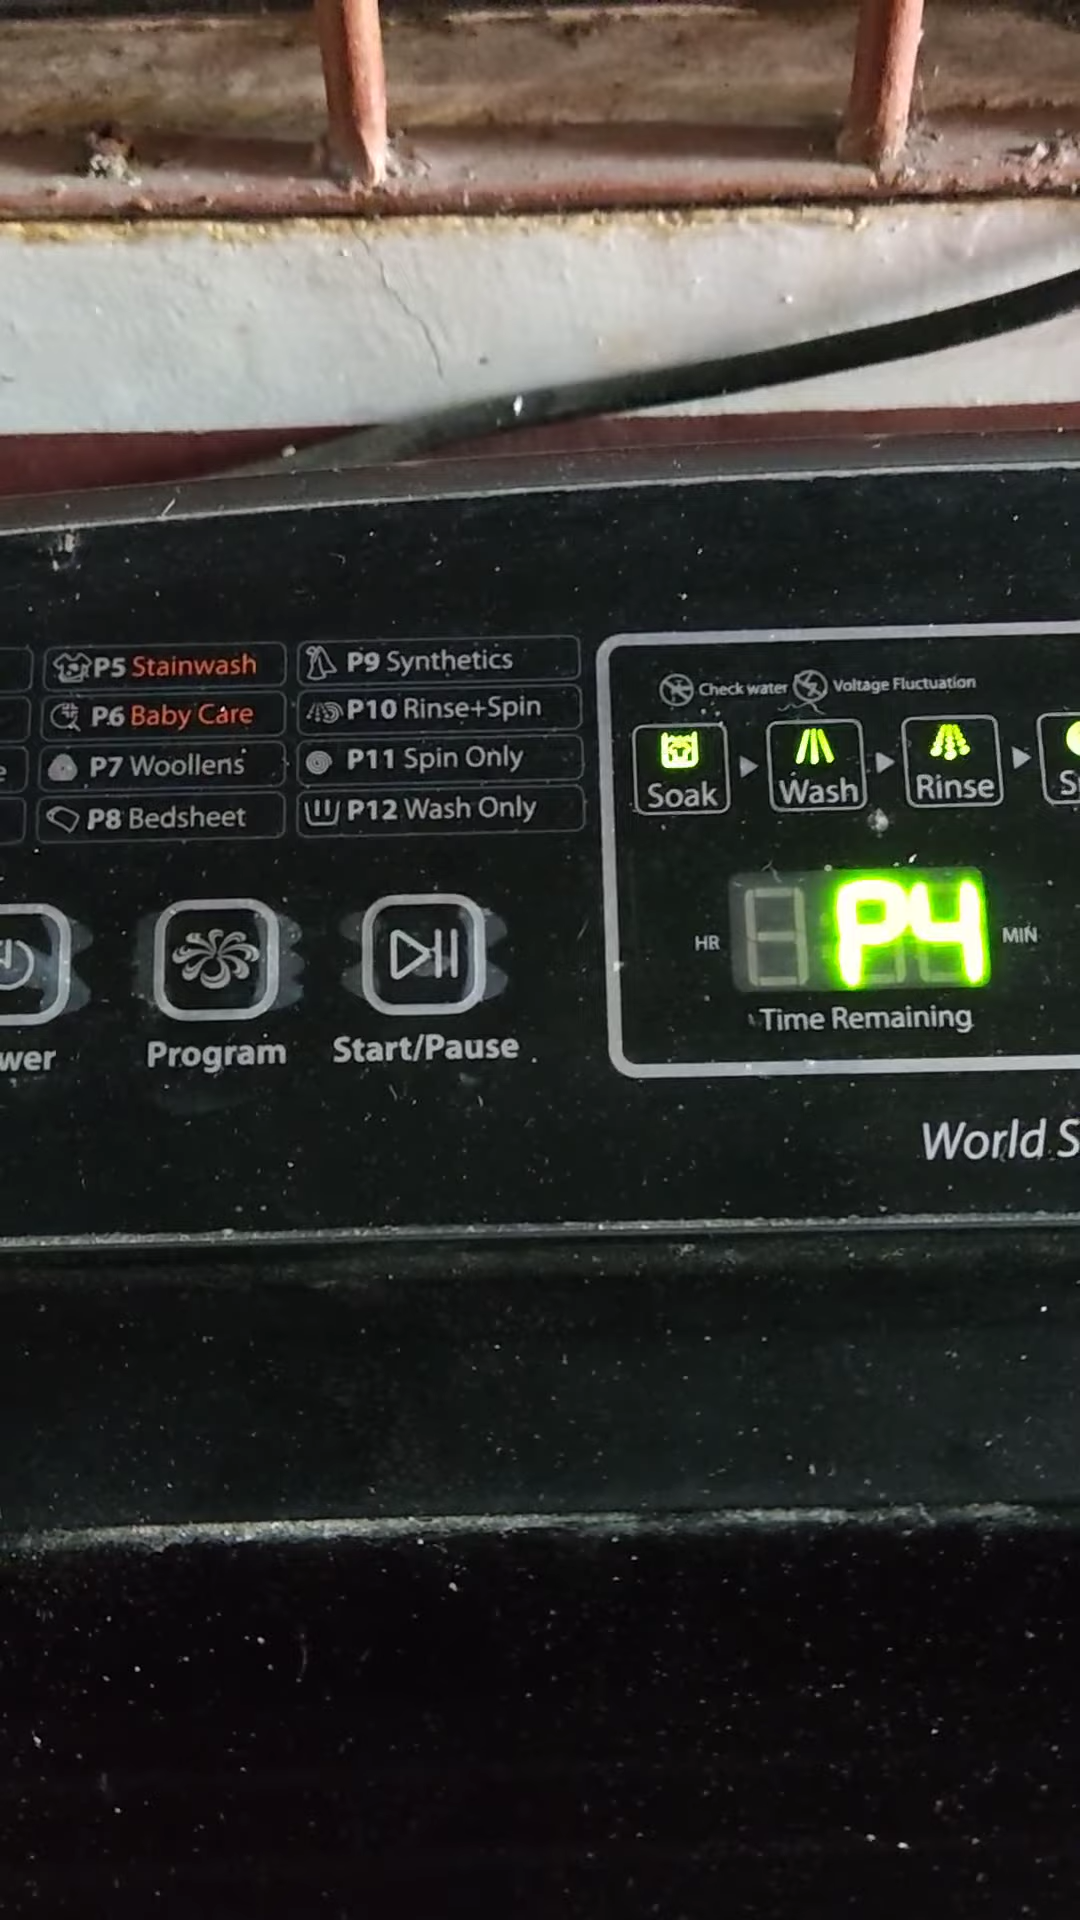 P5 Stainwash
P6 Baby Care
P7 Woollens
P8 Bedsheet
P9 Synthetics
P10 Rinse+Spin
P11 Spin Only
P12 Wash Only
Check water
Voltage Fluctuation
Soak
Wash
Rinse
S
HR
P4
MIN
Time Remaining
wer
Program
Start/Pause
World S